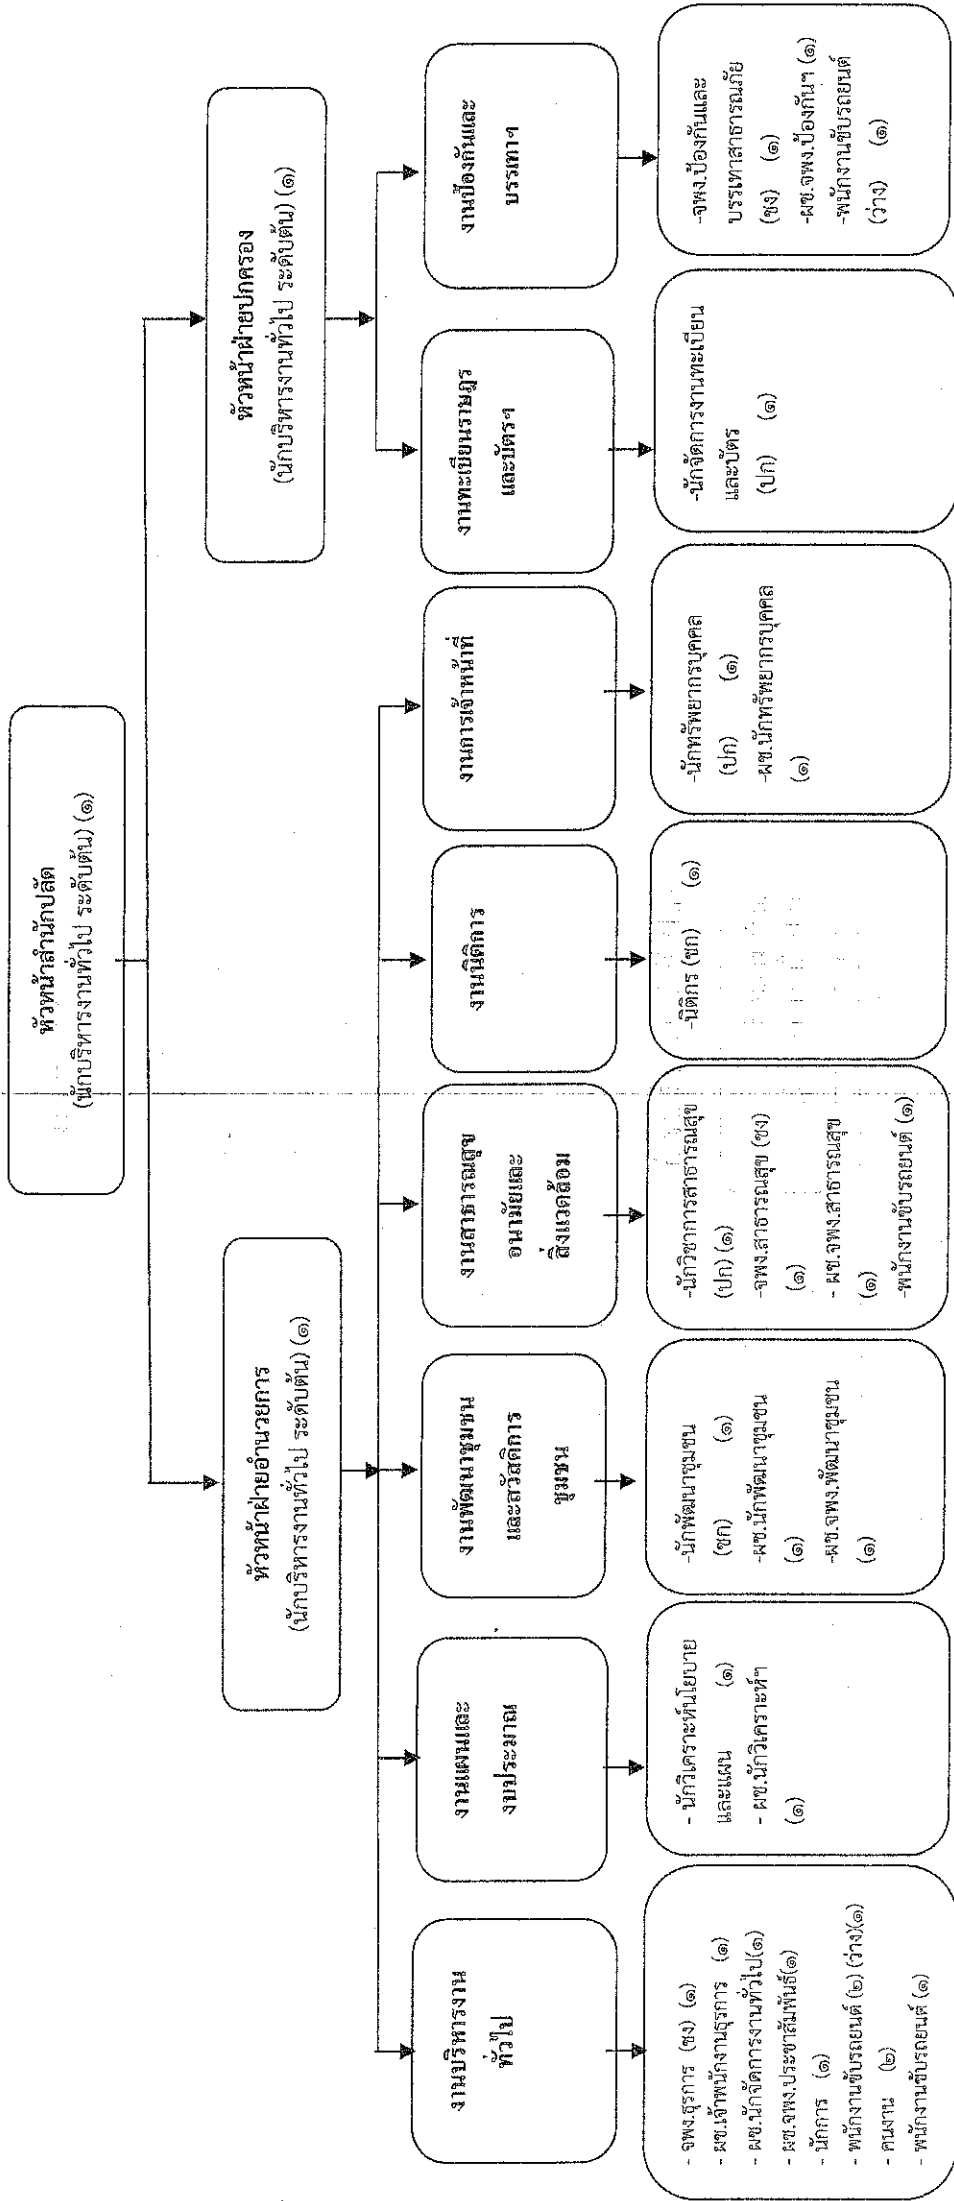 หัวหน้าสำนักปลัด
(นักบริหารงานทั่วไป ระดับต้น) (๑)
หัวหน้าฝ่ายอำนวยการ
(นักบริหารงานทั่วไป ระดับต้น) (๑)
หัวหน้าฝ่ายปกครอง
(นักบริหารงานทั่วไป ระดับต้น) (๑)
งานบริหารงาน
ทั่วไป
งานแผนและ
งบประมาณ
งานพัฒนาชุมชน
และสวัสดิการ
ชุมชน
งานสาธารณสุข
อนามัยและ
สิ่งแวดล้อม
งานนิติการ
งานการเจ้าหน้าที่
งานทะเบียนราษฎร
และบัตรฯ
งานป้องกันและ
บรรเทาฯ
- จพง.ธุรการ (ชง) (๑)
- ผช.เจ้าพนักงานธุรการ (๑)
- ผช.นักจัดการงานทั่วไป(๑)
- ผช.จพง.ประชาสัมพันธ์(๑)
- นักการ (๑)
- พนักงานขับรถยนต์ (๒) (ว่าง)(๑)
- คนงาน (๒)
- พนักงานขับรถยนต์ (๑)
- นักวิเคราะห์นโยบาย
และแผน (๑)
- ผช.นักวิเคราะห์ฯ
(๑)
-นักพัฒนาชุมชน
(ชก) (๑)
-ผช.นักพัฒนาชุมชน
(๑)
-ผช.จพง.พัฒนาชุมชน
(๑)
-นักวิชาการสาธารณสุข
(ปก) (๑)
-จพง.สาธารณสุข (ชง)
(๑)
- ผช.จพง.สาธารณสุข
(๑)
-พนักงานขับรถยนต์ (๑)
-นิติกร (ชก) (๑)
-นักทรัพยากรบุคคล
(ปก) (๑)
-ผช.นักทรัพยากรบุคคล
(๑)
-นักจัดการงานทะเบียน
และบัตร
(ปก) (๑)
-จพง.ป้องกันและ
บรรเทาสาธารณภัย
(ชง) (๑)
-ผช.จพง.ป้องกันฯ (๑)
-พนักงานขับรถยนต์
(ว่าง) (๑)